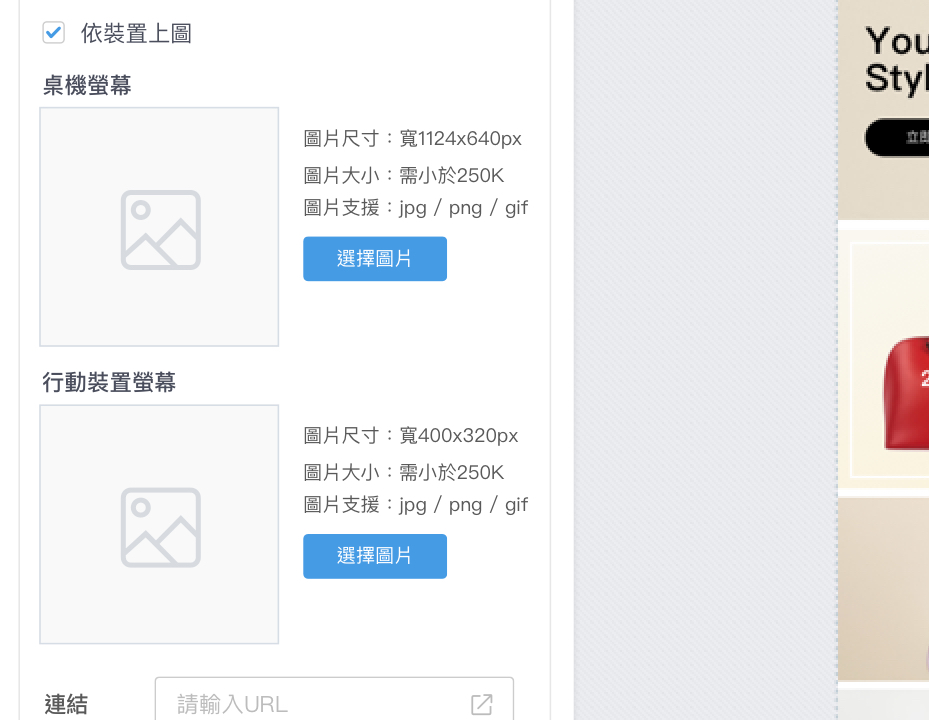 依裝置上圖
桌機螢幕
圖片尺寸：寬1124x640px
圖片大小：需小於250K
圖片支援：jpg / png / gif
選擇圖片
行動裝置螢幕
圖片尺寸：寬400x320px
圖片大小：需小於250K
圖片支援：jpg / png / gif
選擇圖片
連結
請輸入URL
You
Styl
立即
2